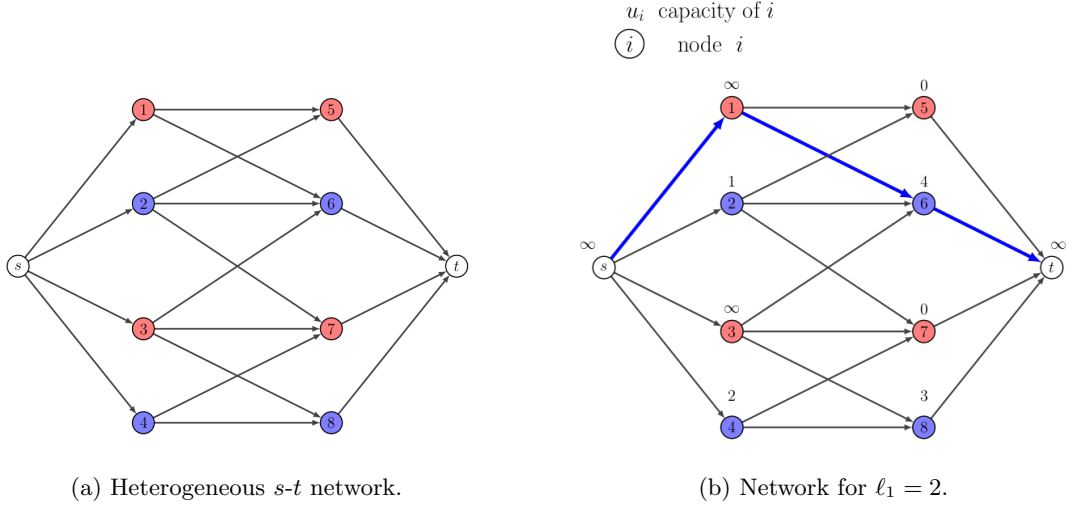 u_i capacity of i
i node i
∞ 0
1 5 1 5
1 4
2 6 2 6
∞ ∞
s t s t
∞ 0
3 7 3 7
2 3
4 8 4 8
(a) Heterogeneous s-t network.
(b) Network for ℓ₁ = 2.